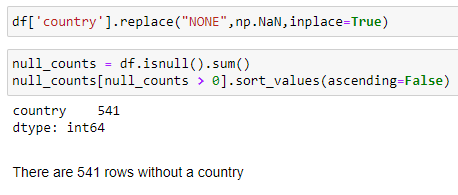 df['country'].replace("NONE",np.NaN,inplace=True)
null_counts = df.isnull().sum()
null_counts[null_counts > 0].sort_values(ascending=False)
country    541
dtype: int64
There are 541 rows without a country